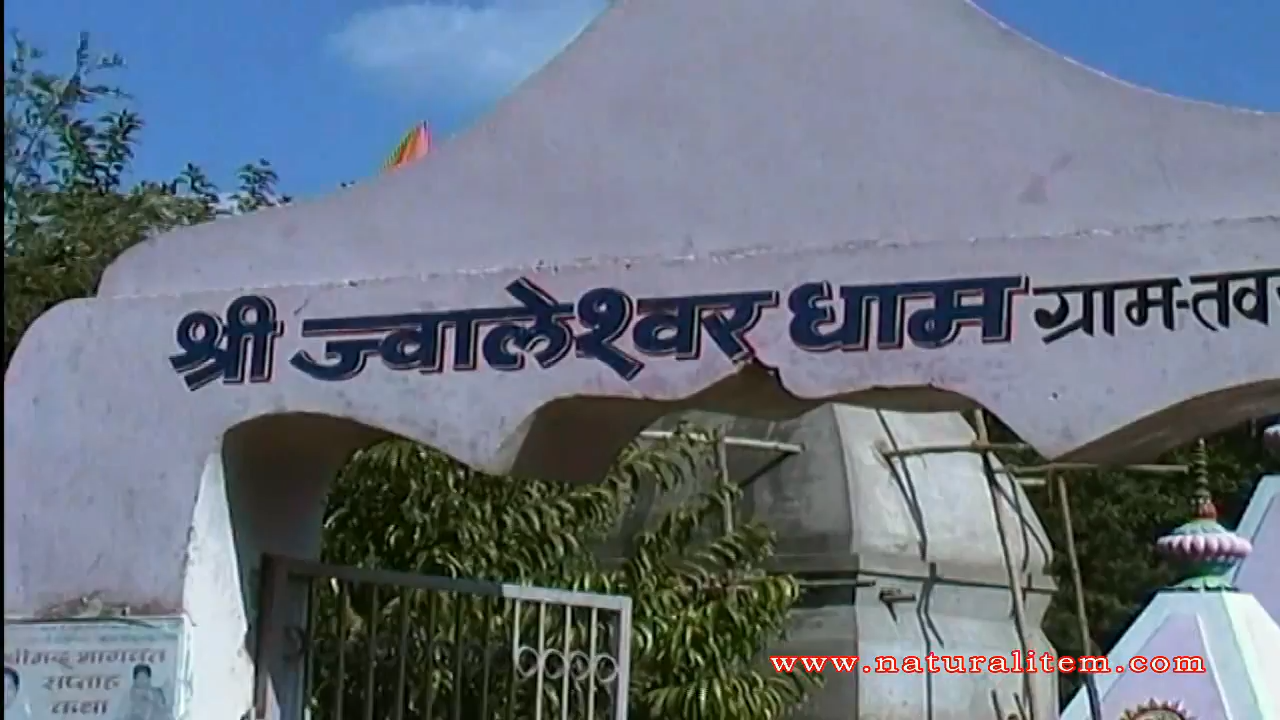 श्री ज्वालेश्वर धाम ग्राम-तव
श्रीमद् भागवत
सप्ताह
कथा
www.naturalitem.com